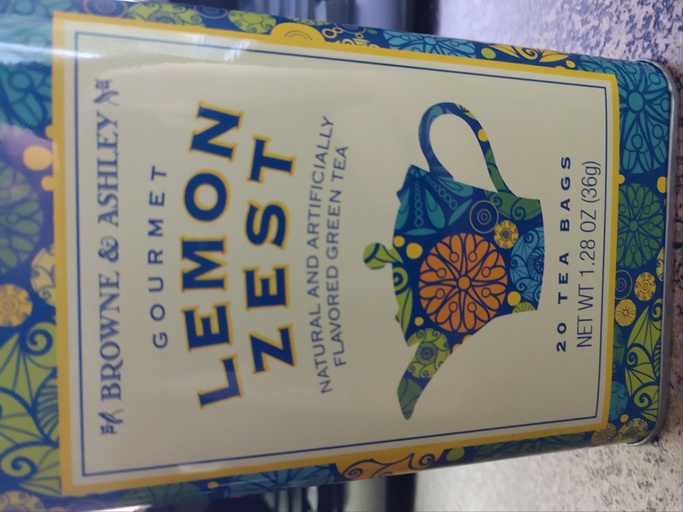 BROWNE & ASHLEY
GOURMET
LEMON
ZEST
NATURAL AND ARTIFICIALLY
FLAVORED GREEN TEA
20 TEA BAGS
NET WT 1.28 OZ (36g)